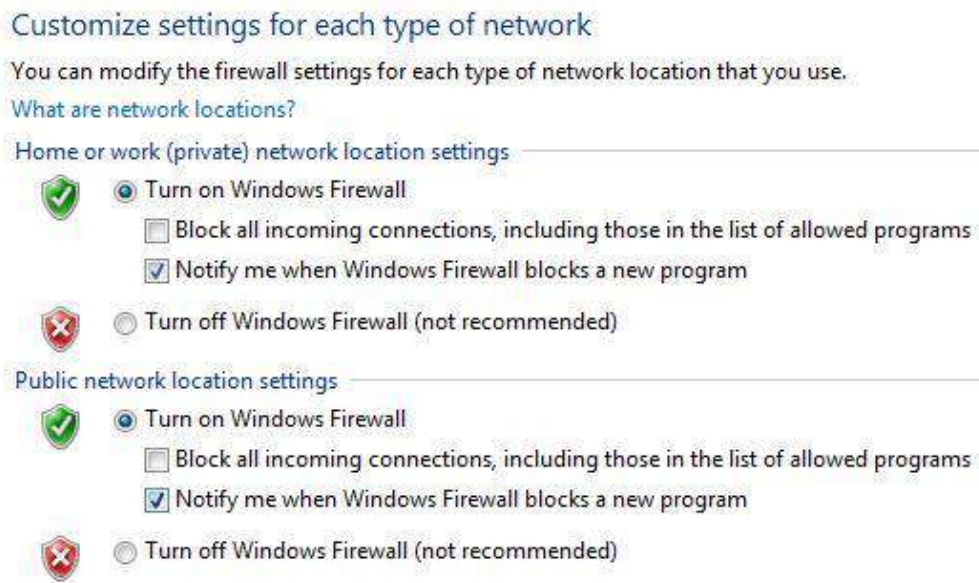 Customize settings for each type of network
You can modify the firewall settings for each type of network location that you use.
What are network locations?
Home or work (private) network location settings
Turn on Windows Firewall
Block all incoming connections, including those in the list of allowed programs
Notify me when Windows Firewall blocks a new program
Turn off Windows Firewall (not recommended)
Public network location settings
Turn on Windows Firewall
Block all incoming connections, including those in the list of allowed programs
Notify me when Windows Firewall blocks a new program
Turn off Windows Firewall (not recommended)